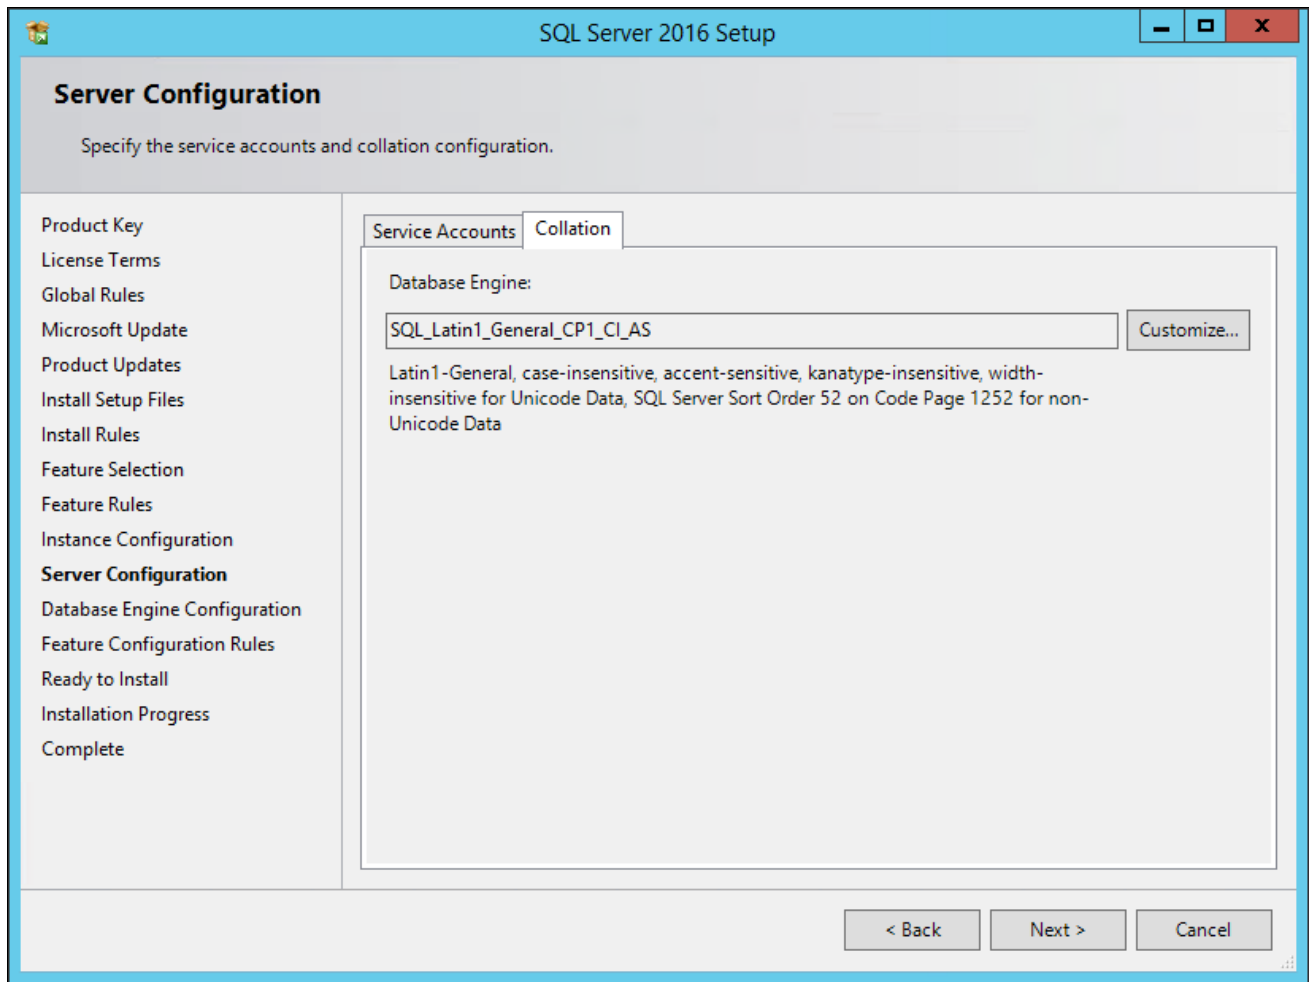 SQL Server 2016 Setup
Server Configuration
Specify the service accounts and collation configuration.
Product Key
License Terms
Global Rules
Microsoft Update
Product Updates
Install Setup Files
Install Rules
Feature Selection
Feature Rules
Instance Configuration
Server Configuration
Database Engine Configuration
Feature Configuration Rules
Ready to Install
Installation Progress
Complete
Service Accounts
Collation
Database Engine:
SQL_Latin1_General_CP1_CI_AS
Customize...
Latin1-General, case-insensitive, accent-sensitive, kanatype-insensitive, width-
insensitive for Unicode Data, SQL Server Sort Order 52 on Code Page 1252 for non-
Unicode Data
< Back
Next >
Cancel